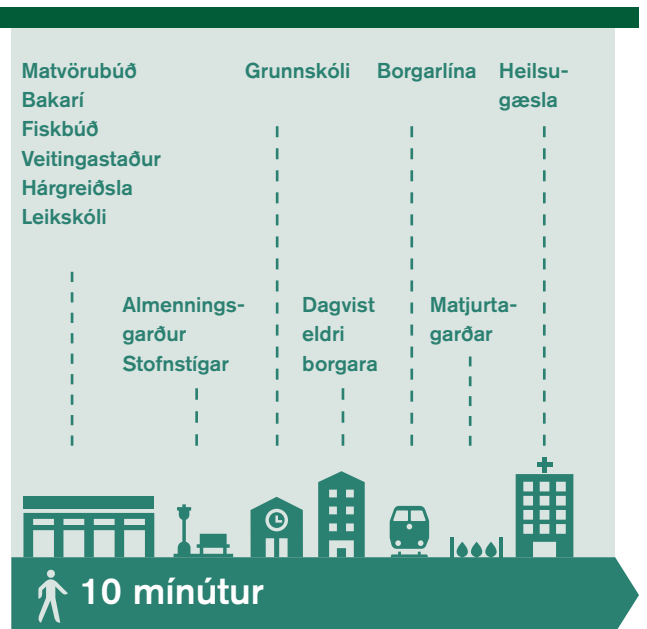 Matvörubúð
Bakarí
Fiskbúð
Veitingastaður
Hárgreiðsla
Leikskóli
Almennings-
garður
Stofnstígar
Grunnskóli
Dagvist
eldri
borgara
Borgarlína
Matjurta-
garðar
Heilsu-
gæsla
10 mínútur